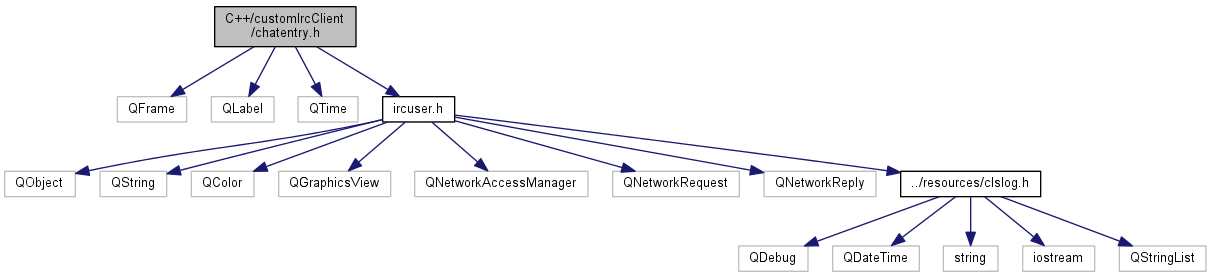 C++/customIrcClient
/chatentry.h
QFrame
QLabel
QTime
ircuser.h
QObject
QString
QColor
QGraphicsView
QNetworkAccessManager
QNetworkRequest
QNetworkReply
../resources/clslog.h
QDebug
QDateTime
string
iostream
QStringList